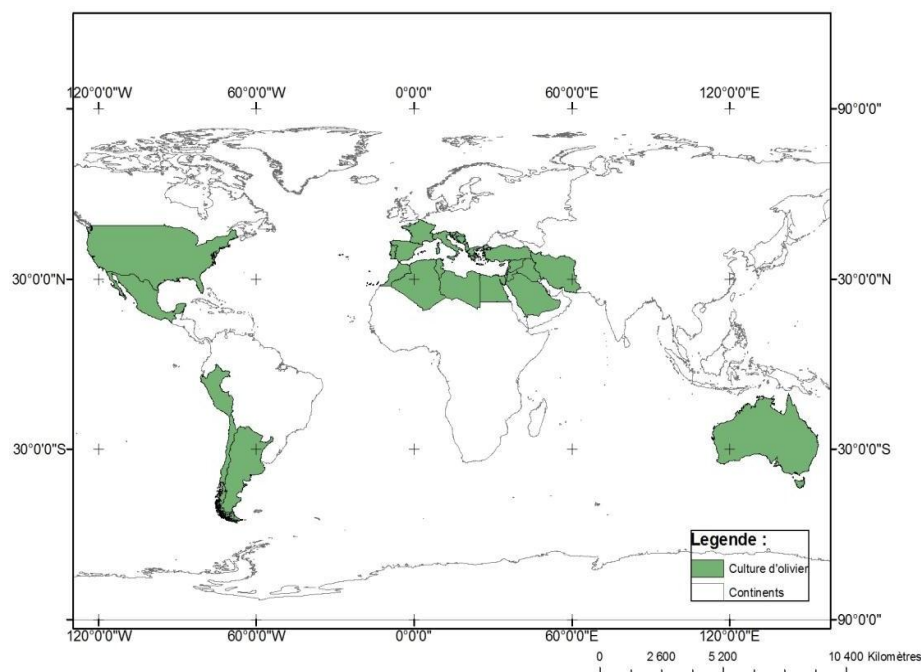 120°0'0"W 60°0'0"W 0°0'0" 60°0'0"E 120°0'0"E
90°0'0"
30°0'0"N 30°0'0"N
30°0'0"S 30°0'0"S
Legende :
Culture d'olivier
Continents
90°0'0"
120°0'0"W 60°0'0"W 0°0'0" 60°0'0"E 120°0'0"E
0 2 600 5 200 10 400 Kilomètres